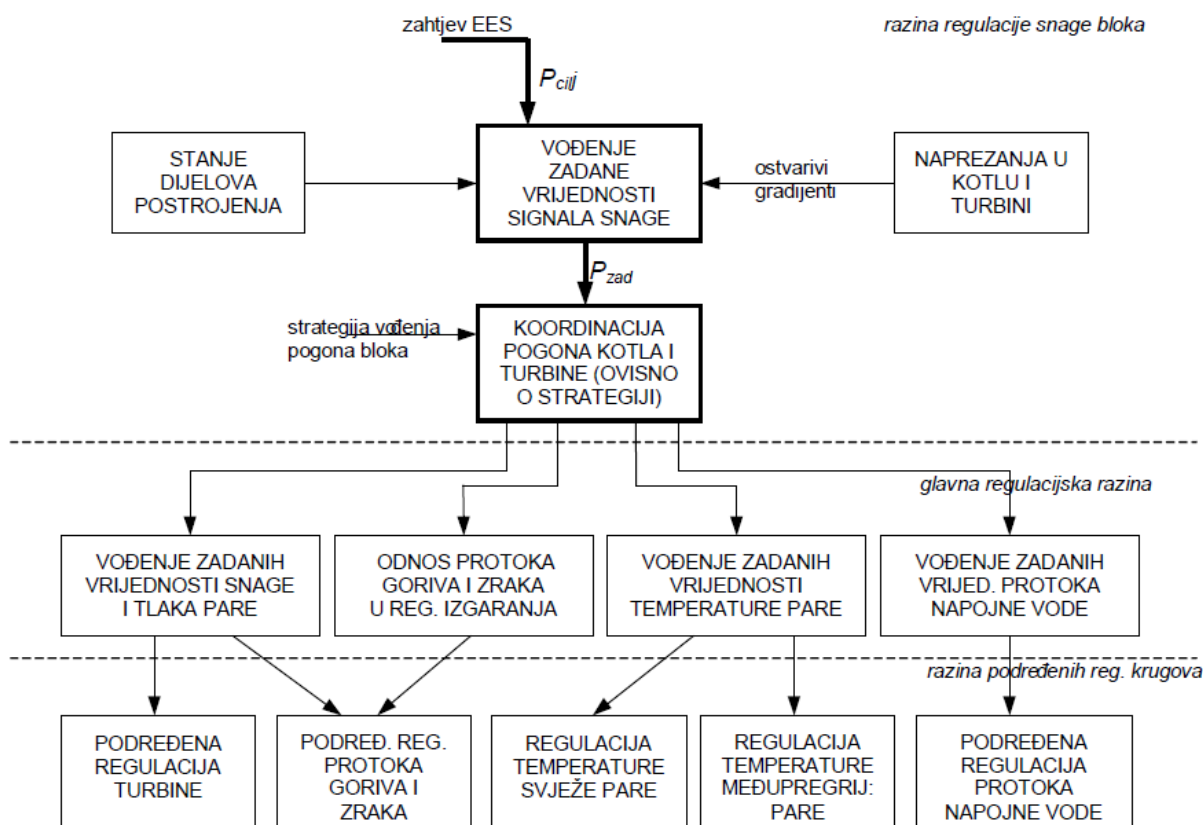 zahtjev EES
razina regulacije snage bloka
Pcilj
STANJE
DIJELOVA
POSTROJENJA
VOĐENJE
ZADANE
VRIJEDNOSTI
SIGNALA SNAGE
ostvarivi
gradijenti
NAPREZANJA U
KOTLU I
TURBINI
Pzad
strategija vođenja
pogona bloka
KOORDINACIJA
POGONA KOTLA I
TURBINE (OVISNO
O STRATEGIJI)
glavna regulacijska razina
VOĐENJE ZADANIH
VRIJEDNOSTI SNAGE
I TLAKA PARE
ODNOS PROTOKA
GORIVA I ZRAKA
U REG. IZGARANJA
VOĐENJE ZADANIH
VRIJEDNOSTI
TEMPERATURE PARE
VOĐENJE ZADANIH
VRIJED. PROTOKA
NAPOJNE VODE
razina podređenih reg. krugova
PODREĐENA
REGULACIJA
TURBINE
PODREĐ. REG.
PROTOKA
GORIVA I
ZRAKA
REGULACIJA
TEMPERATURE
SVJEŽE PARE
REGULACIJA
TEMPERATURE
MEĐUPREGRIJ:
PARE
PODREĐENA
REGULACIJA
PROTOKA
NAPOJNE VODE